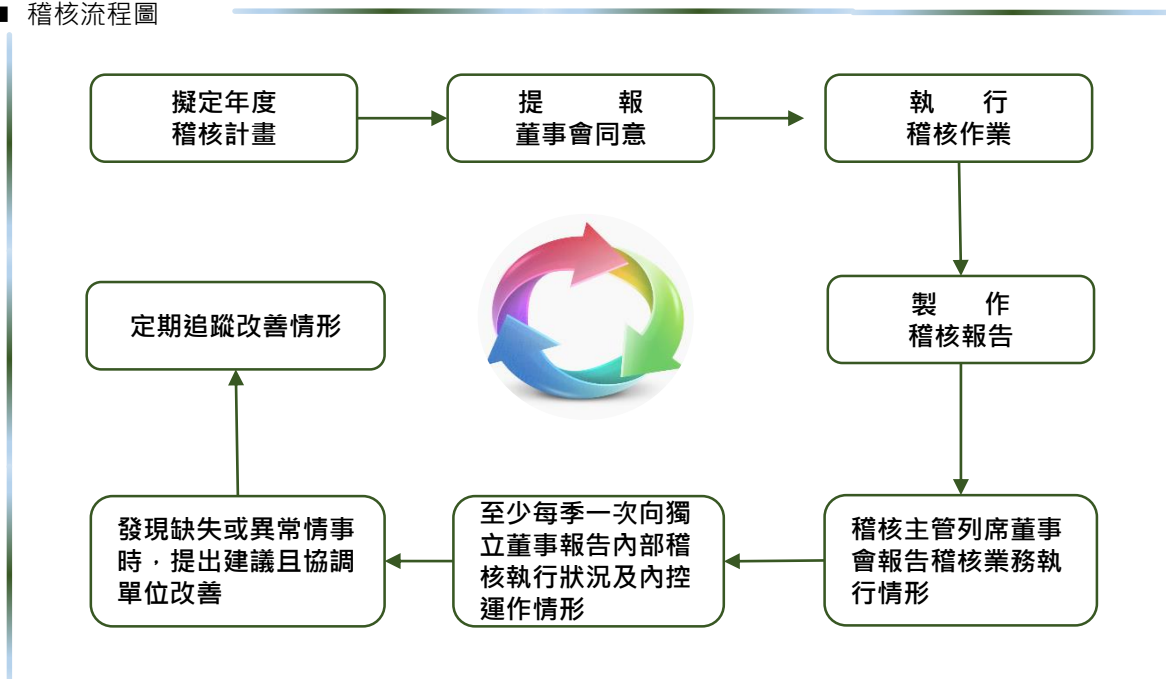 稽核流程圖
擬定年度
稽核計畫
提 報
董事會同意
執 行
稽核作業
製 作
稽核報告
稽核主管列席董事
會報告稽核業務執
行情形
至少每季一次向獨
立董事報告內部稽
核執行狀況及內控
運作情形
發現缺失或異常情事
時，提出建議且協調
單位改善
定期追蹤改善情形